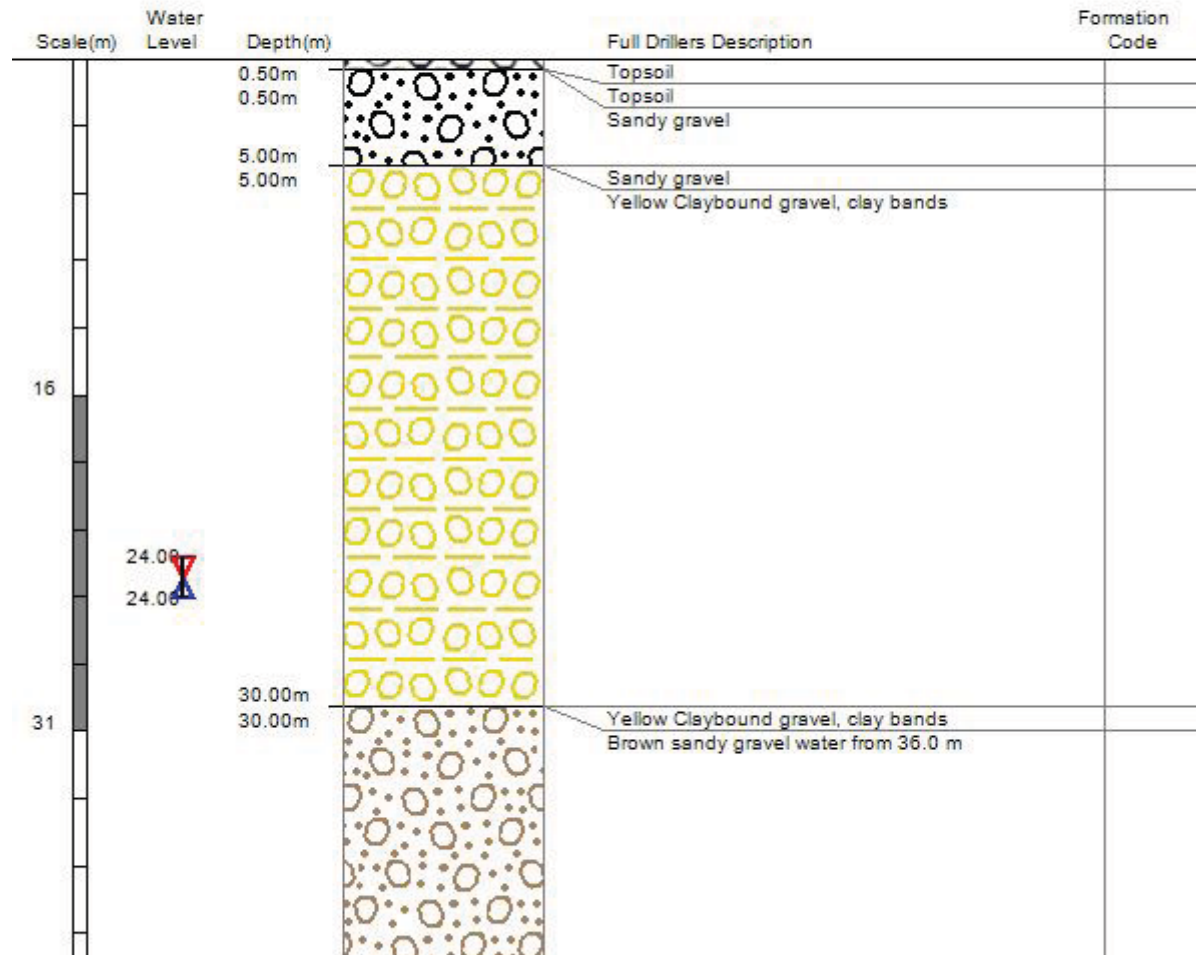 Water Formation
Scale(m) Level Depth(m) Full Drillers Description Code
0.50m Topsoil
0.50m Topsoil
Sandy gravel
5.00m
5.00m Sandy gravel
Yellow Claybound gravel, clay bands
16
24.00
24.00
30.00m
31 30.00m Yellow Claybound gravel, clay bands
Brown sandy gravel water from 36.0 m